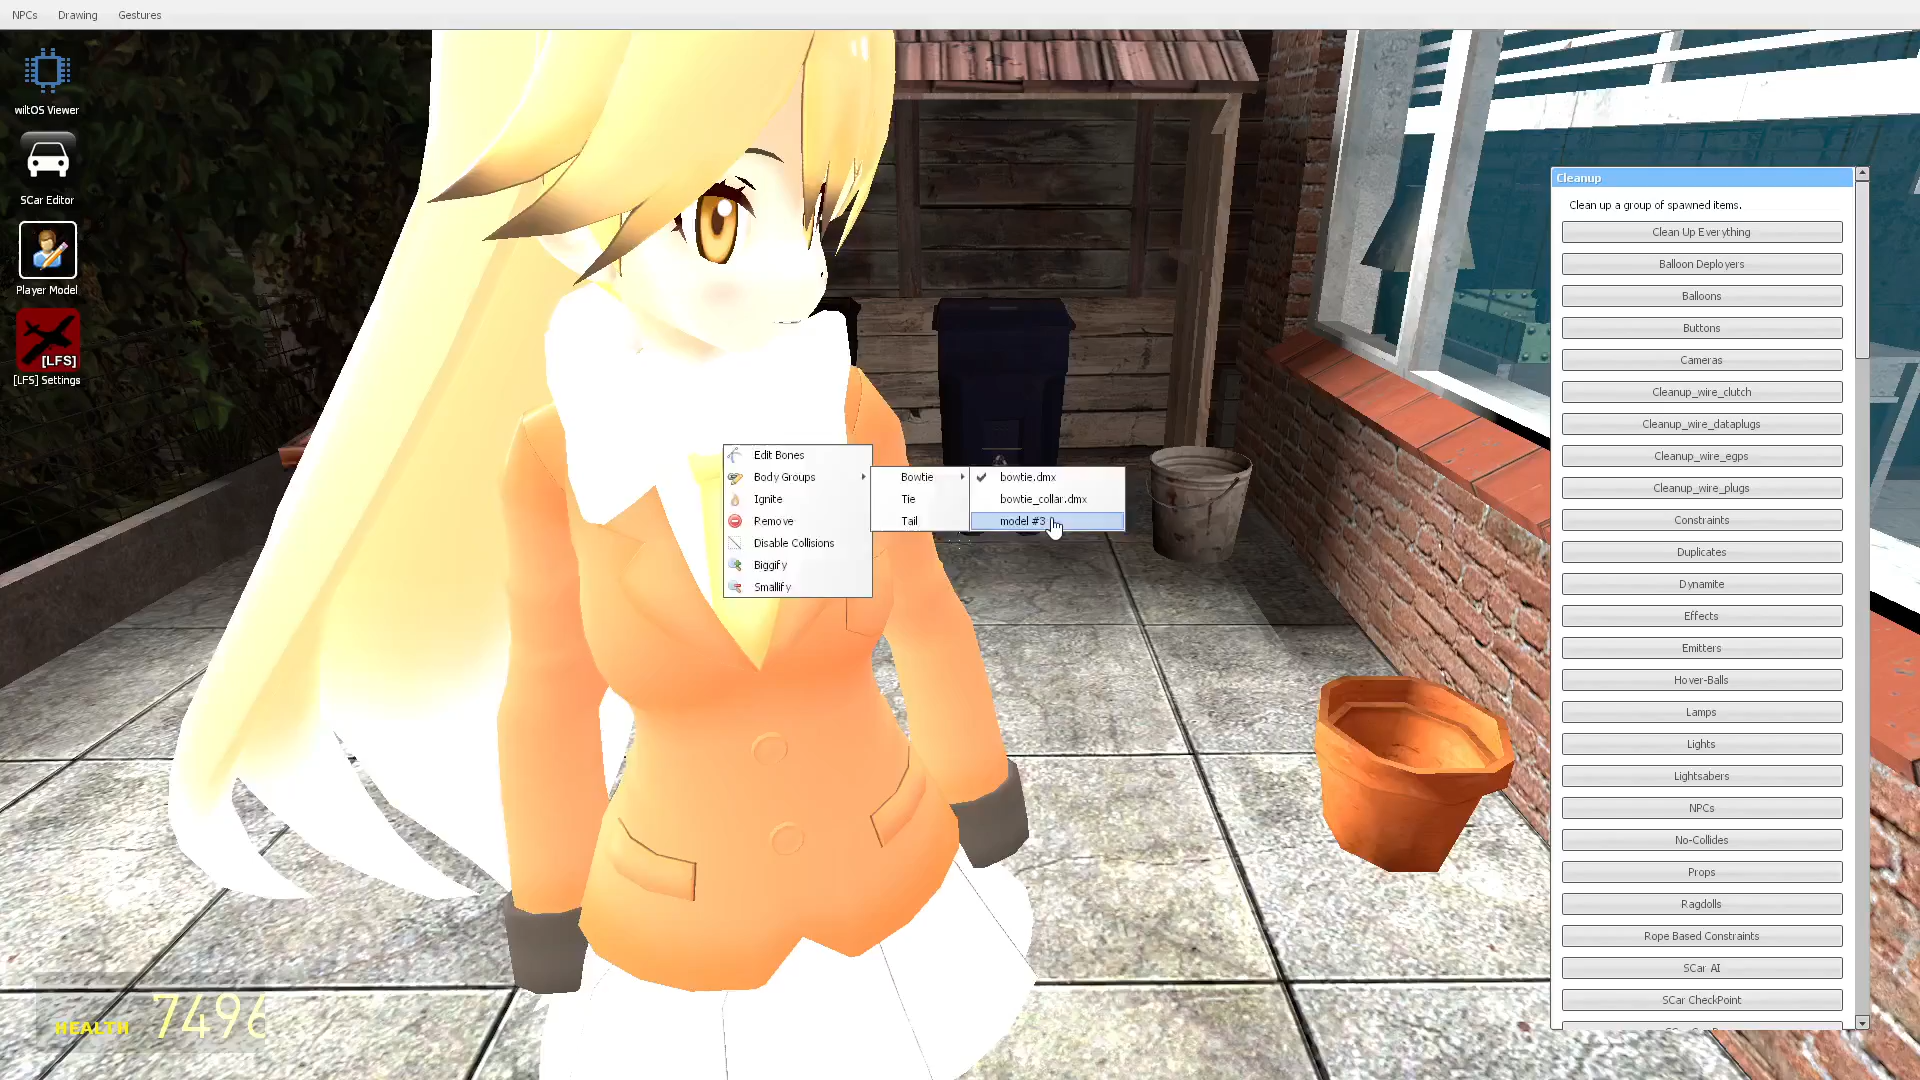 NPCs Drawing Gestures
wiltOS Viewer
SCar Editor
Player Model
[LFS]
[LFS] Settings
Edit Bones
Body Groups
Ignite
Remove
Disable Collisions
Biggify
Smallify
Bowtie
Tie
Tail
bowtie.dmx
bowtie_collar.dmx
model #3
Cleanup
Clean up a group of spawned items.
Clean Up Everything
Balloon Deployers
Balloons
Buttons
Cameras
Cleanup_wire_clutch
Cleanup_wire_dataplugs
Cleanup_wire_egps
Cleanup_wire_plugs
Constraints
Duplicates
Dynamite
Effects
Emitters
Hover-Balls
Lamps
Lights
Lightsabers
NPCs
No-Collides
Props
Ragdolls
Rope Based Constraints
SCar AI
SCar CheckPoint
HEALTH 7496